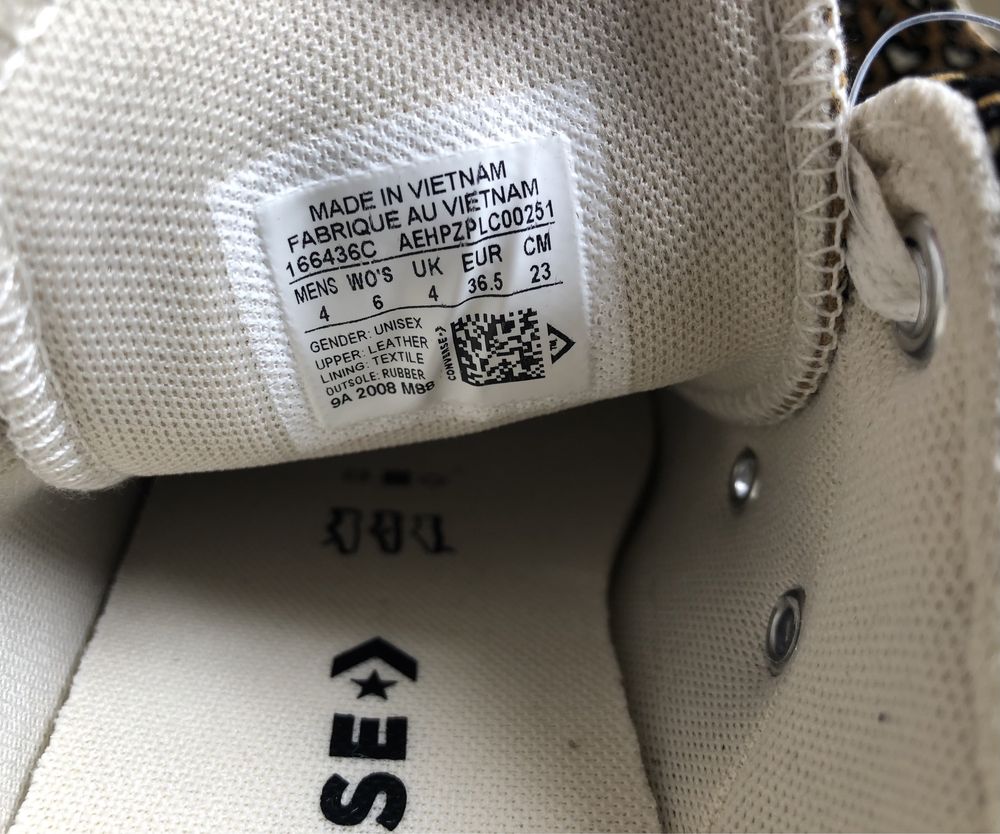 MADE IN VIETNAM
FABRIQUE AU VIETNAM
166436C AEHPZPLC00251
MENS WO'S UK EUR CM
4 6 4 36.5 23
GENDER: UNISEX
UPPER: LEATHER
LINING: TEXTILE
OUTSOLE: RUBBER
9A 2008
CONVERSE
SE